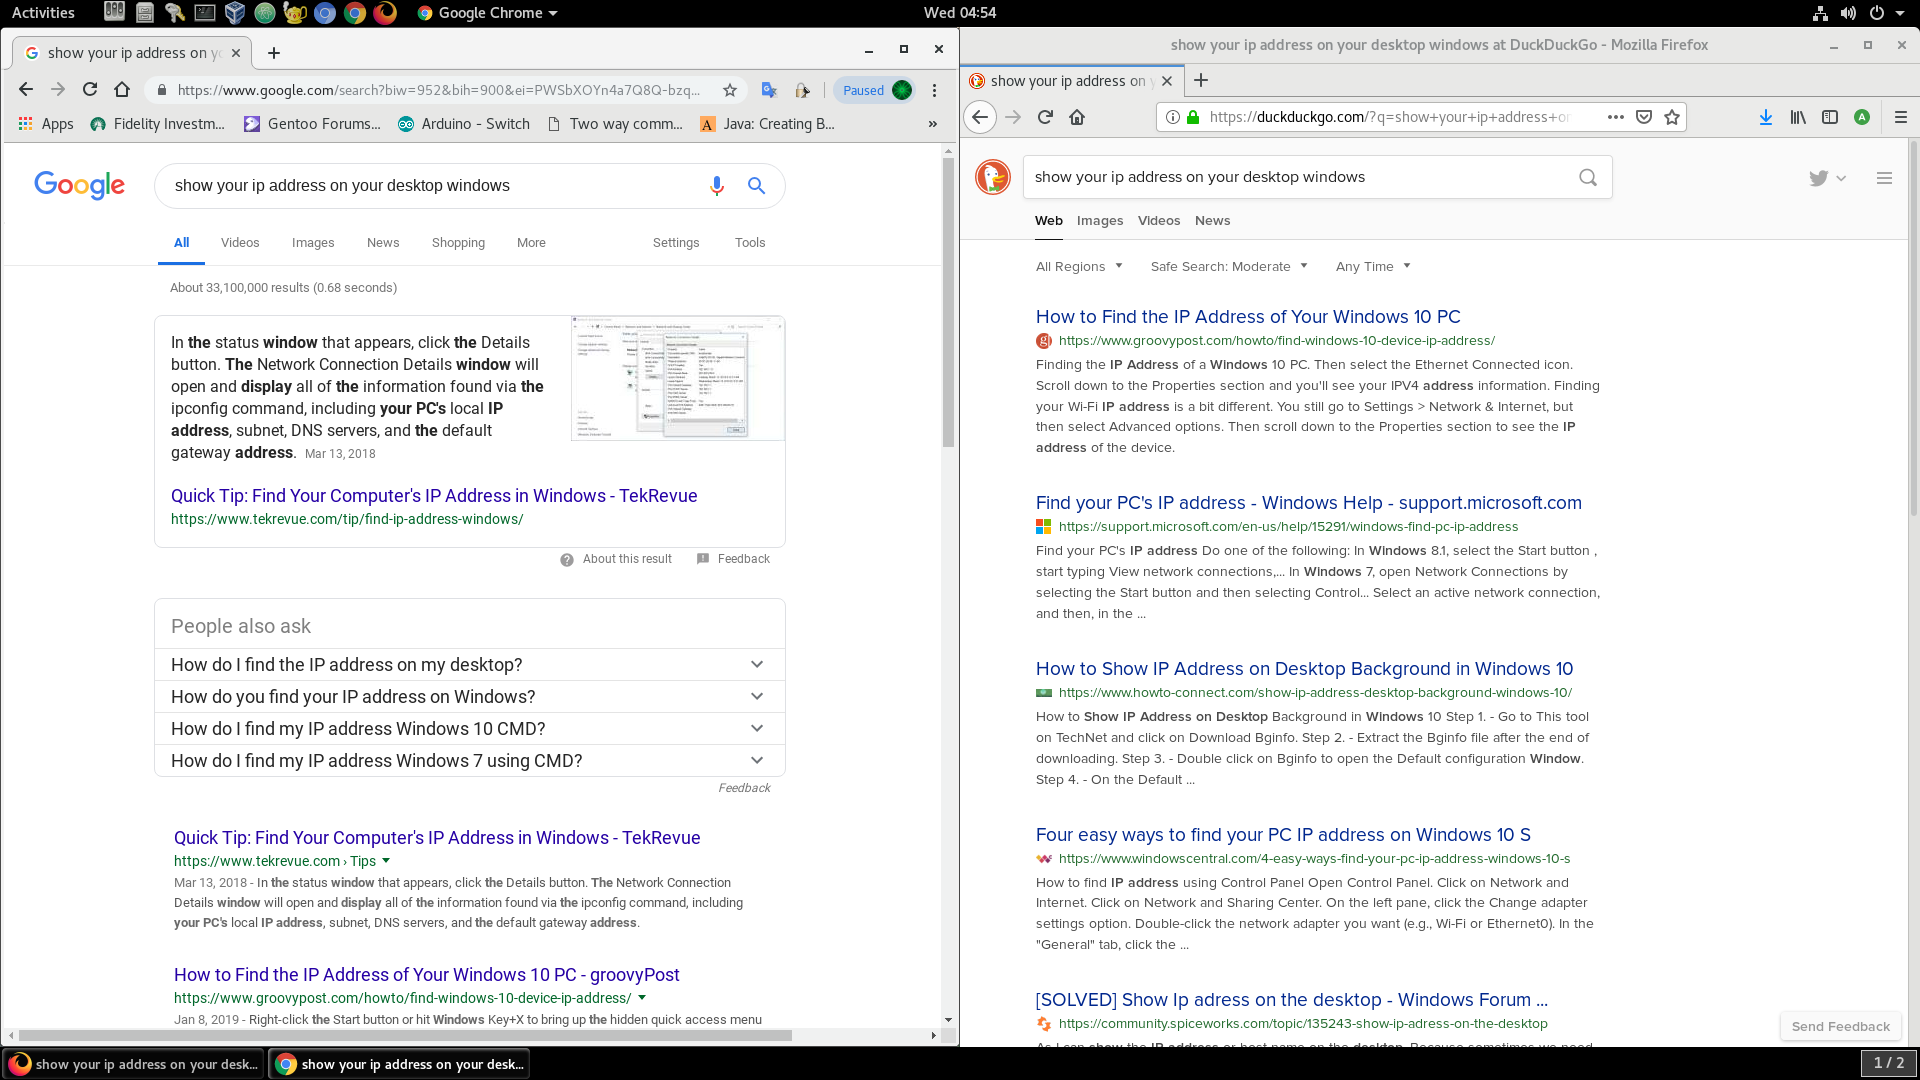 Activities
Google Chrome
Wed 04:54
show your ip address on yo
https://www.google.com/search?biw=952&bih=900&ei=PWSbXOYn4a7Q8Q-bzq...
Paused
Apps
Fidelity Investm...
Gentoo Forums...
Arduino - Switch
Two way comm...
Java: Creating B...
»
Google
show your ip address on your desktop windows
All Videos Images News Shopping More Settings Tools
About 33,100,000 results (0.68 seconds)
In the status window that appears, click the Details
button. The Network Connection Details window will
open and display all of the information found via the
ipconfig command, including your PC's local IP
address, subnet, DNS servers, and the default
gateway address. Mar 13, 2018
Quick Tip: Find Your Computer's IP Address in Windows - TekRevue
https://www.tekrevue.com/tip/find-ip-address-windows/
About this result Feedback
People also ask
How do I find the IP address on my desktop?
How do you find your IP address on Windows?
How do I find my IP address Windows 10 CMD?
How do I find my IP address Windows 7 using CMD?
Feedback
Quick Tip: Find Your Computer's IP Address in Windows - TekRevue
https://www.tekrevue.com › Tips
Mar 13, 2018 - In the status window that appears, click the Details button. The Network Connection
Details window will open and display all of the information found via the ipconfig command, including
your PC's local IP address, subnet, DNS servers, and the default gateway address.
How to Find the IP Address of Your Windows 10 PC - groovyPost
https://www.groovypost.com/howto/find-windows-10-device-ip-address/
Jan 8, 2019 - Right-click the Start button or hit Windows Key+X to bring up the hidden quick access menu
show your ip address on your desktop windows at DuckDuckGo - Mozilla Firefox
show your ip address on y
https://duckduckgo.com/?q=show+your+ip+address+or
A
show your ip address on your desktop windows
Web Images Videos News
All Regions Safe Search: Moderate Any Time
How to Find the IP Address of Your Windows 10 PC
https://www.groovypost.com/howto/find-windows-10-device-ip-address/
Finding the IP Address of a Windows 10 PC. Then select the Ethernet Connected icon.
Scroll down to the Properties section and you'll see your IPV4 address information. Finding
your Wi-Fi IP address is a bit different. You still go to Settings > Network & Internet, but
then select Advanced options. Then scroll down to the Properties section to see the IP
address of the device.
Find your PC's IP address - Windows Help - support.microsoft.com
https://support.microsoft.com/en-us/help/15291/windows-find-pc-ip-address
Find your PC's IP address Do one of the following: In Windows 8.1, select the Start button ,
start typing View network connections,... In Windows 7, open Network Connections by
selecting the Start button and then selecting Control... Select an active network connection,
and then, in the ...
How to Show IP Address on Desktop Background in Windows 10
https://www.howto-connect.com/show-ip-address-desktop-background-windows-10/
How to Show IP Address on Desktop Background in Windows 10 Step 1. - Go to This tool
on TechNet and click on Download Bginfo. Step 2. - Extract the Bginfo file after the end of
downloading. Step 3. - Double click on Bginfo to open the Default configuration Window.
Step 4. - On the Default ...
Four easy ways to find your PC IP address on Windows 10 S
https://www.windowscentral.com/4-easy-ways-find-your-pc-ip-address-windows-10-s
How to find IP address using Control Panel Open Control Panel. Click on Network and
Internet. Click on Network and Sharing Center. On the left pane, click the Change adapter
settings option. Double-click the network adapter you want (e.g., Wi-Fi or Ethernet0). In the
"General" tab, click the ...
[SOLVED] Show Ip adress on the desktop - Windows Forum ...
https://community.spiceworks.com/topic/135243-show-ip-adress-on-the-desktop
As I can show the IP address or host name on the desktop. Because sometimes we need
Send Feedback
show your ip address on your desk...
show your ip address on your desk...
1 / 2